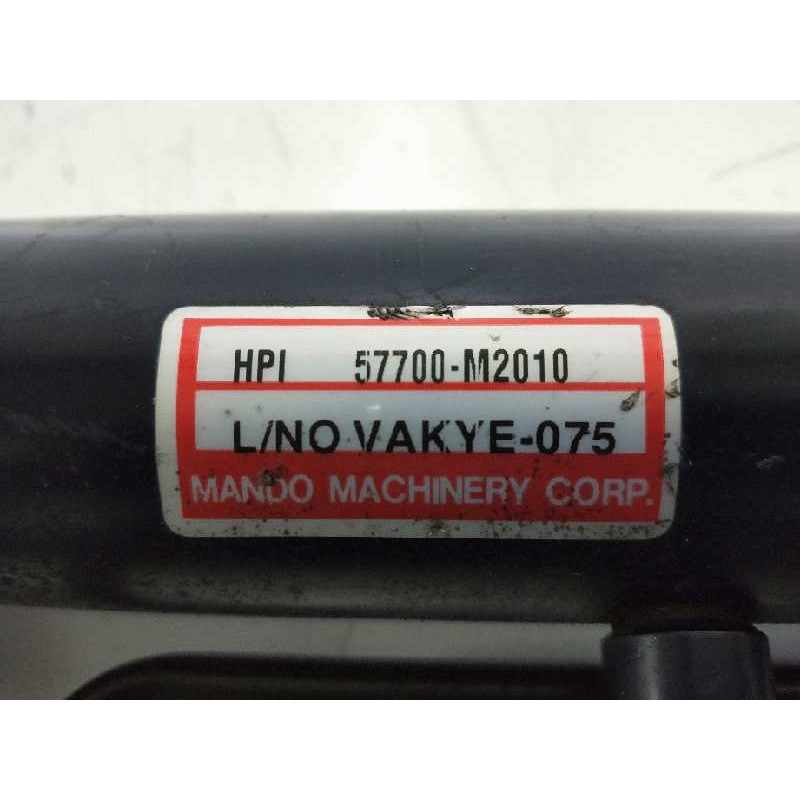 HPI 57700-M2010
L/NO VAKYE-075
MANDO MACHINERY CORP.